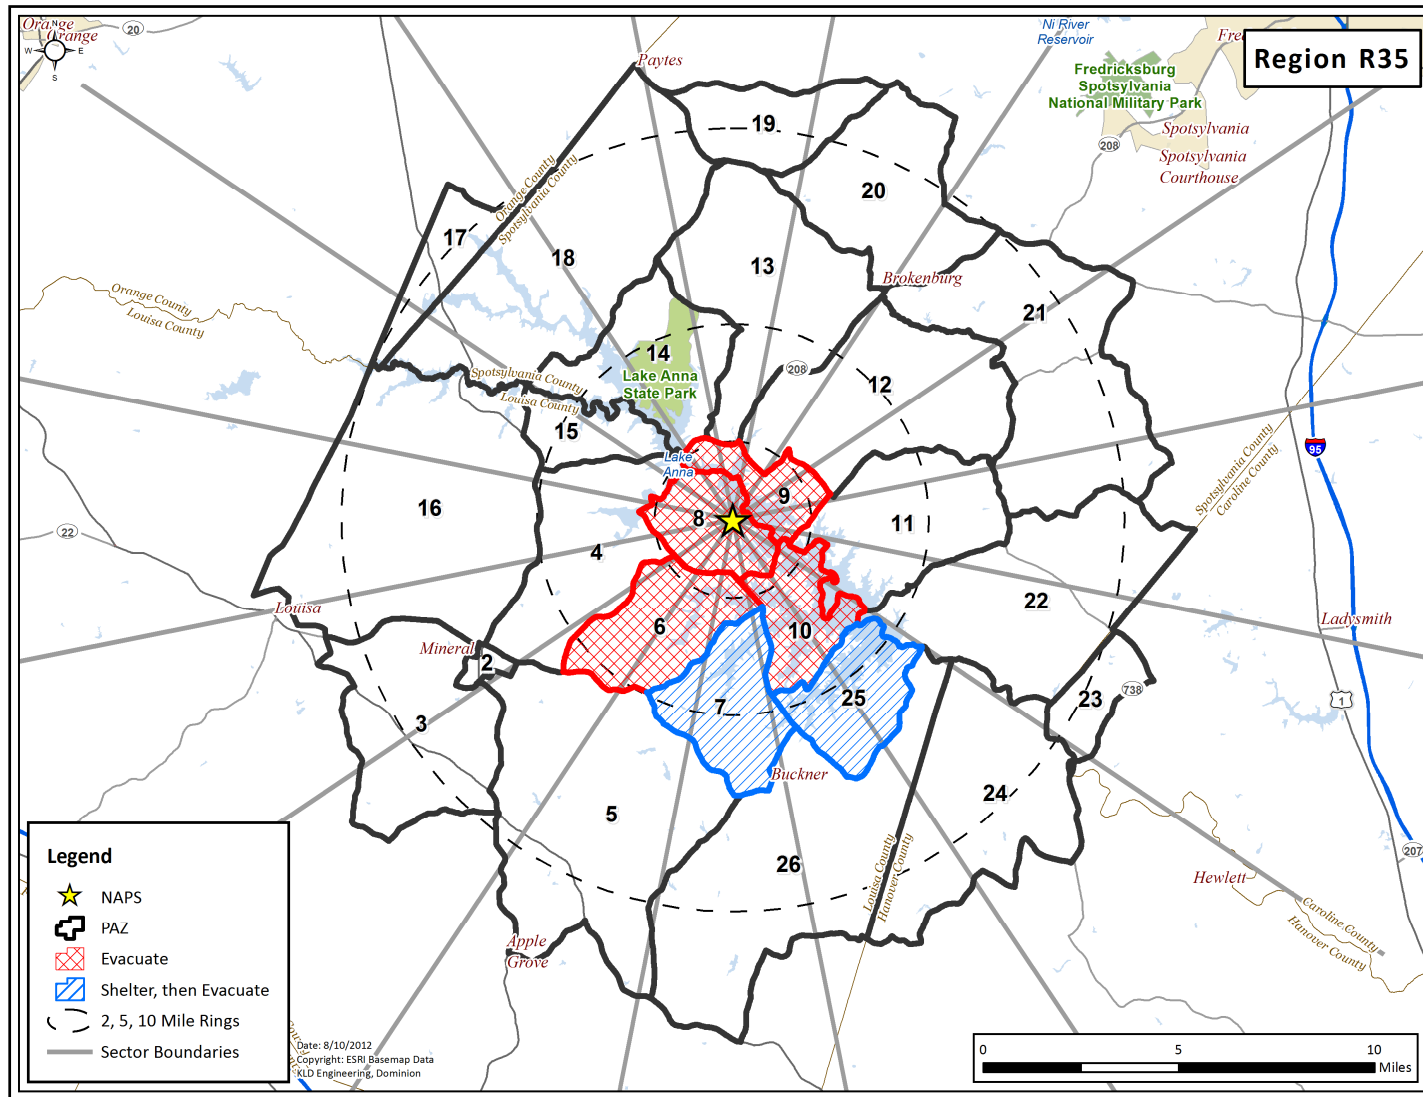 Orange
Orange
N
W
E
S
20
Paytes
Ni River
Reservoir
Fredricksburg
Spotsylvania
National Military Park
Region R35
Spotsylvania
208
Spotsylvania
Courthouse
19
20
Orange County
Spotsylvania County
17
18
13
Brokenburg
21
Orange County
Louisa County
14
Lake Anna
State Park
208
12
Spotsylvania County
Louisa County
15
Lake
Anna
95
Spotsylvania County
Caroline County
9
16
8
11
22
4
22
Louisa
6
10
Ladysmith
Mineral
2
7
25
23
738
1
3
Buckner
5
24
26
Louisa County
Hanover County
207
Hewlett
Caroline County
Hanover County
Apple
Grove
Legend
NAPS
PAZ
Evacuate
Shelter, then Evacuate
2, 5, 10 Mile Rings
Sector Boundaries
Date: 8/10/2012
Copyright: ESRI Basemap Data
KLD Engineering, Dominion
0
5
10
Miles